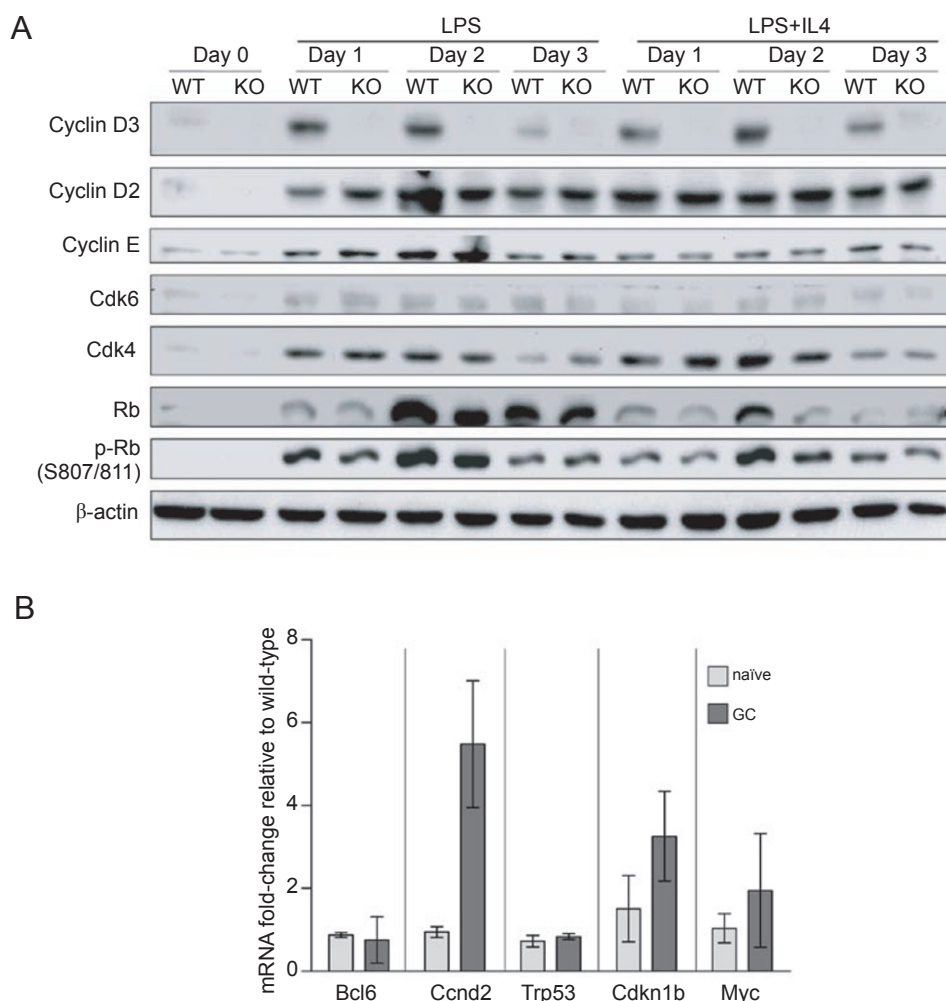 A
LPS LPS+IL4
Day 0 Day 1 Day 2 Day 3 Day 1 Day 2 Day 3
WT KO WT KO WT KO WT KO WT KO WT KO WT KO
Cyclin D3
Cyclin D2
Cyclin E
Cdk6
Cdk4
Rb
p-Rb
(S807/811)
β-actin
B
mRNA fold-change relative to wild-type
8
6
4
2
0
naïve
GC
Bcl6 Ccnd2 Trp53 Cdkn1b Myc